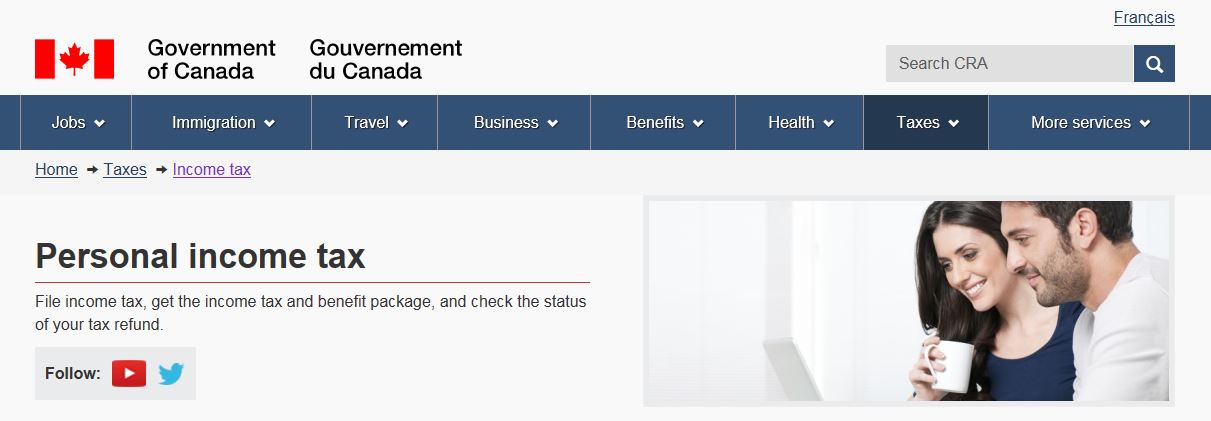 Français
Government Gouvernement
of Canada du Canada
Search CRA
Jobs Immigration Travel Business Benefits Health Taxes More services
Home Taxes Income tax
Personal income tax
File income tax, get the income tax and benefit package, and check the status
of your tax refund.
Follow: